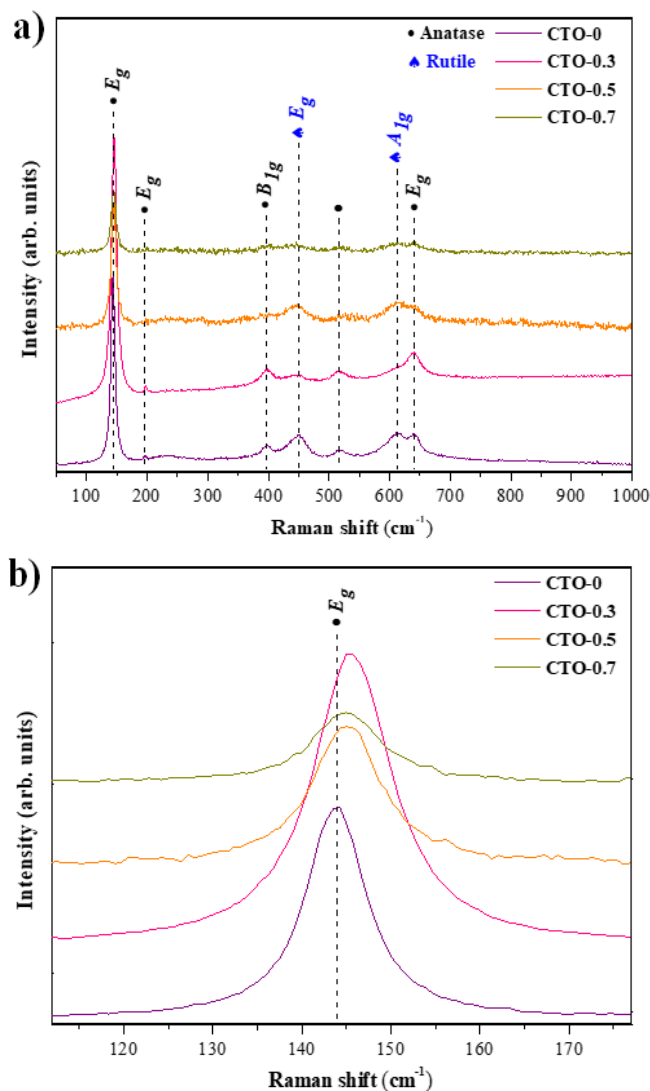 a)
• Anatase
♠ Rutile
CTO-0
CTO-0.3
CTO-0.5
CTO-0.7
Eg
Eg
B1g
Eg
A1g
Eg
Intensity (arb. units)
100 200 300 400 500 600 700 800 900 1000
Raman shift (cm-1)
b)
Eg
CTO-0
CTO-0.3
CTO-0.5
CTO-0.7
Intensity (arb. units)
120 130 140 150 160 170
Raman shift (cm-1)